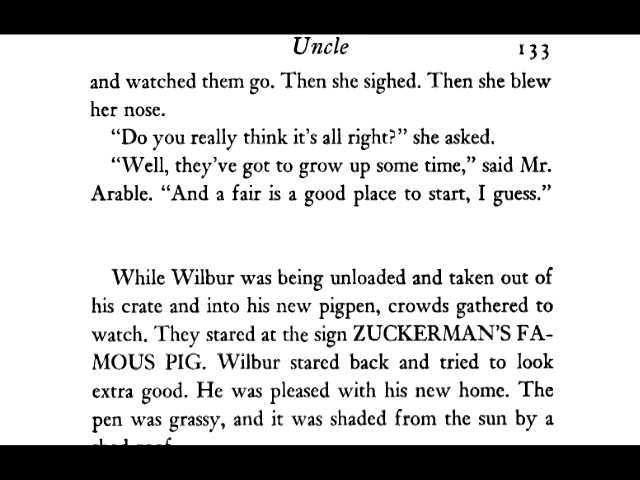 Uncle 133
and watched them go. Then she sighed. Then she blew
her nose.
“Do you really think it's all right?” she asked.
“Well, they've got to grow up some time,” said Mr.
Arable. “And a fair is a good place to start, I guess.”
While Wilbur was being unloaded and taken out of
his crate and into his new pigpen, crowds gathered to
watch. They stared at the sign ZUCKERMAN'S FA-
MOUS PIG. Wilbur stared back and tried to look
extra good. He was pleased with his new home. The
pen was grassy, and it was shaded from the sun by a
shed roof.